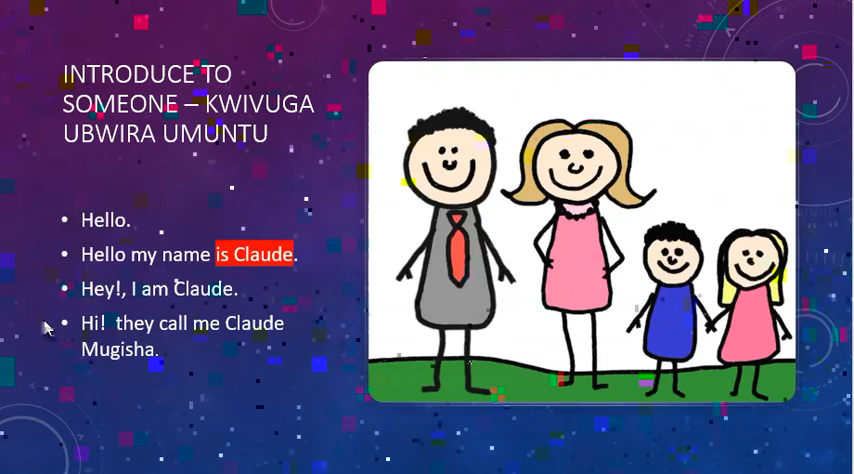 INTRODUCE TO
SOMEONE – KWIVUGA
UBWIRA UMUNTU
• Hello.
• Hello my name is Claude.
• Hey!, I am Claude.
• Hi! they call me Claude
Mugisha.